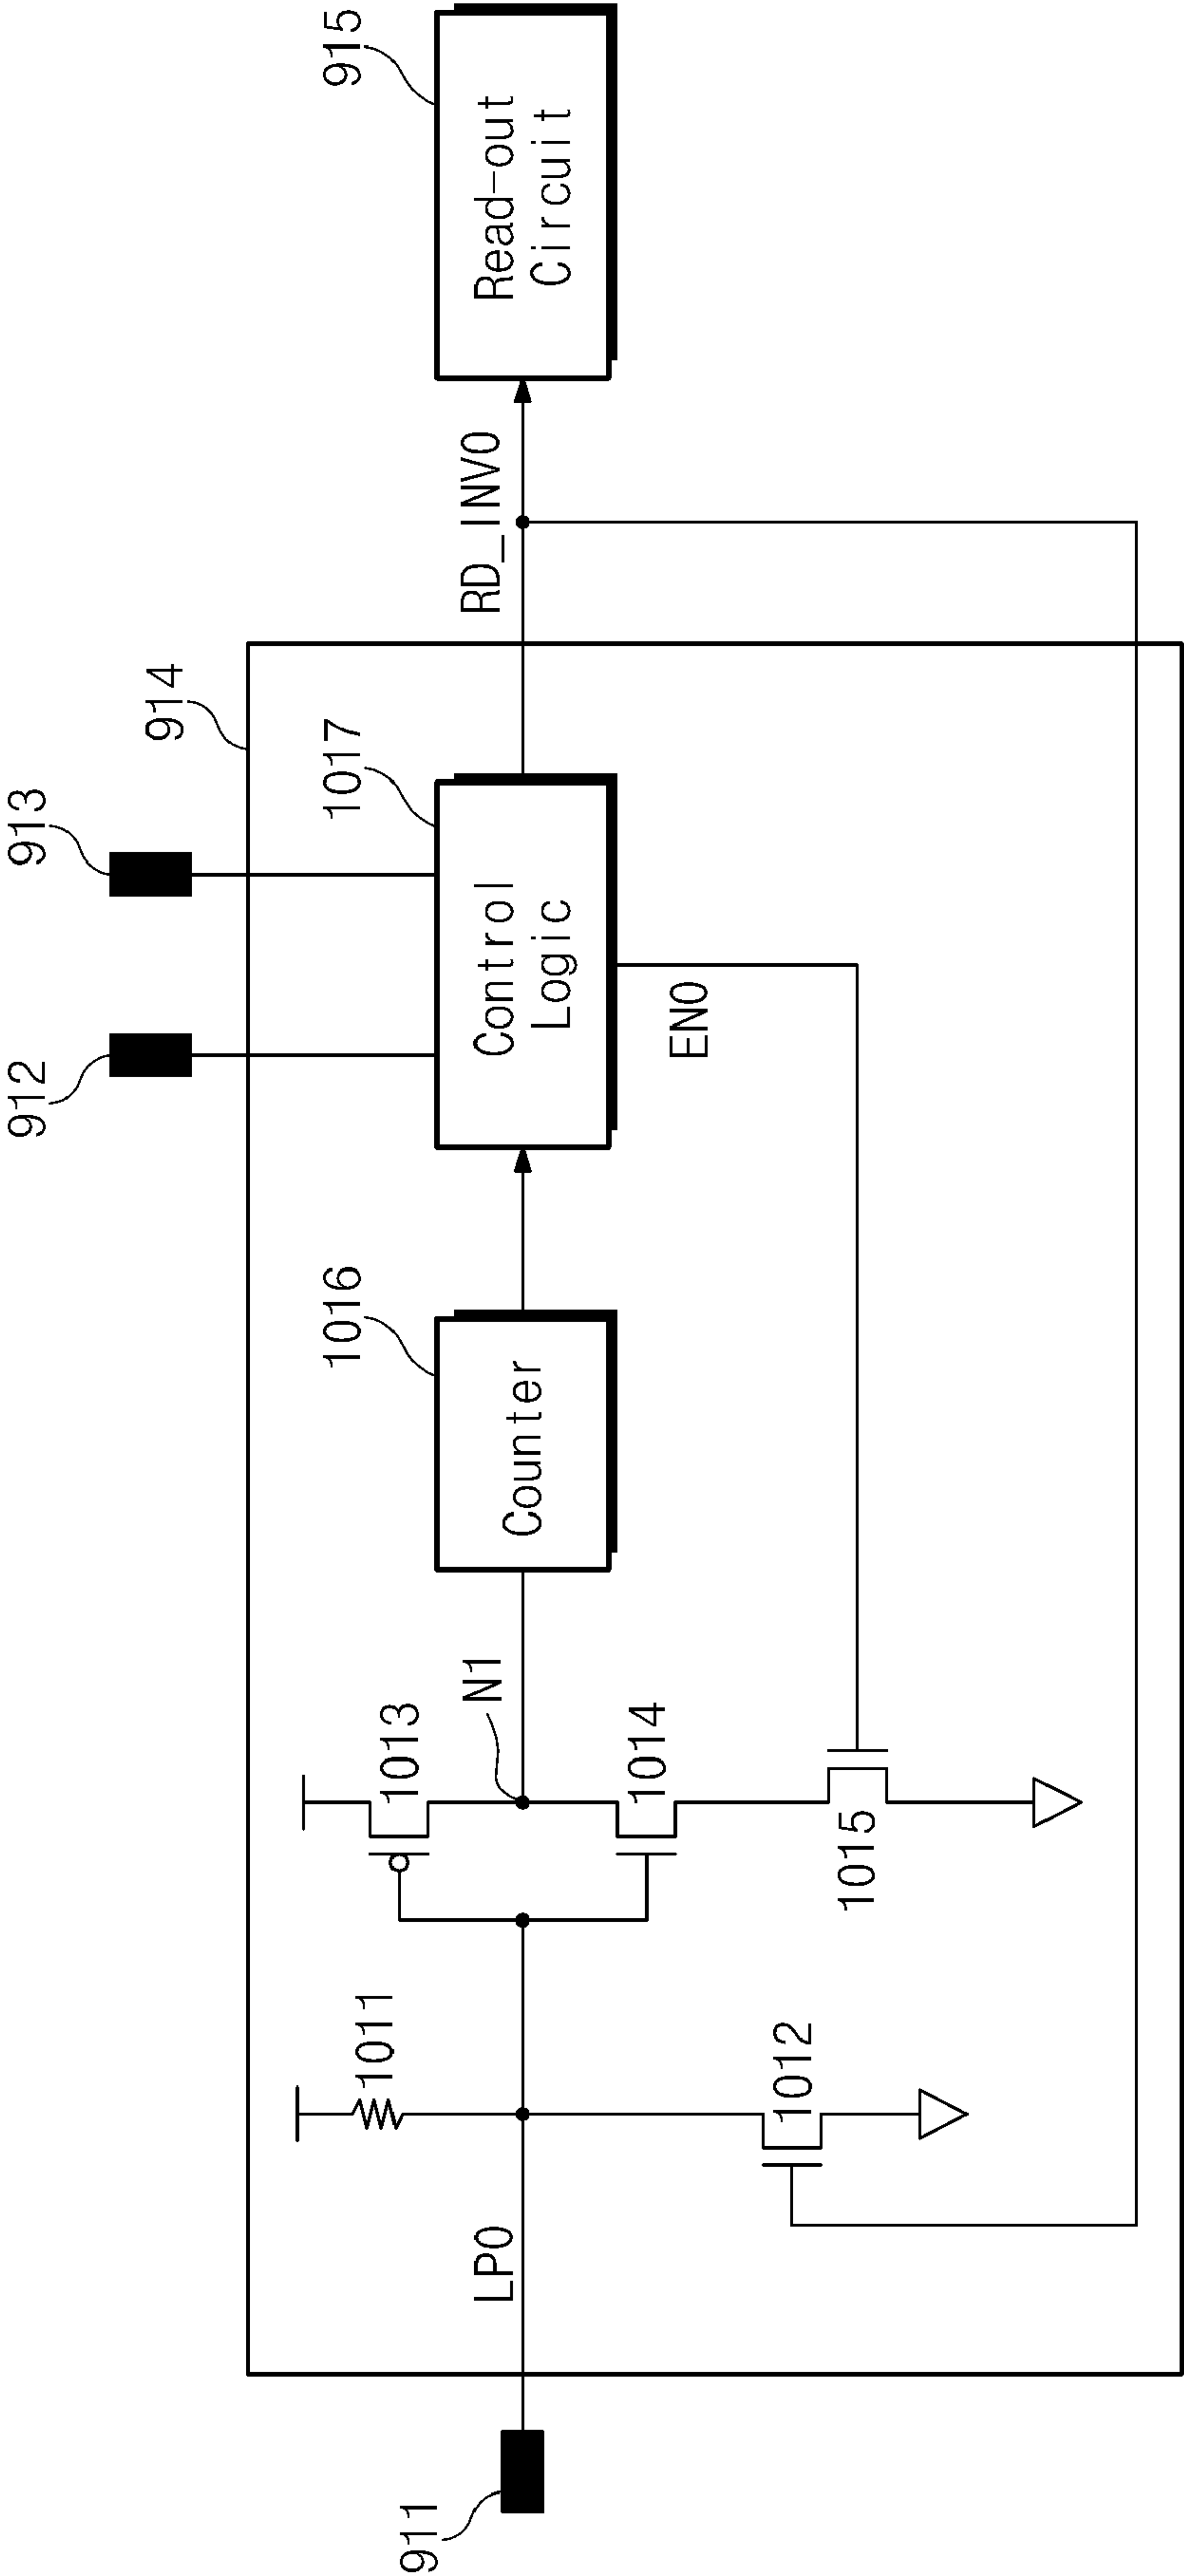 912
913
914
911
LP0
1011
1012
1013
N1
1014
1015
1016
Counter
1017
Control
Logic
EN0
RD_INV0
915
Read-out
Circuit